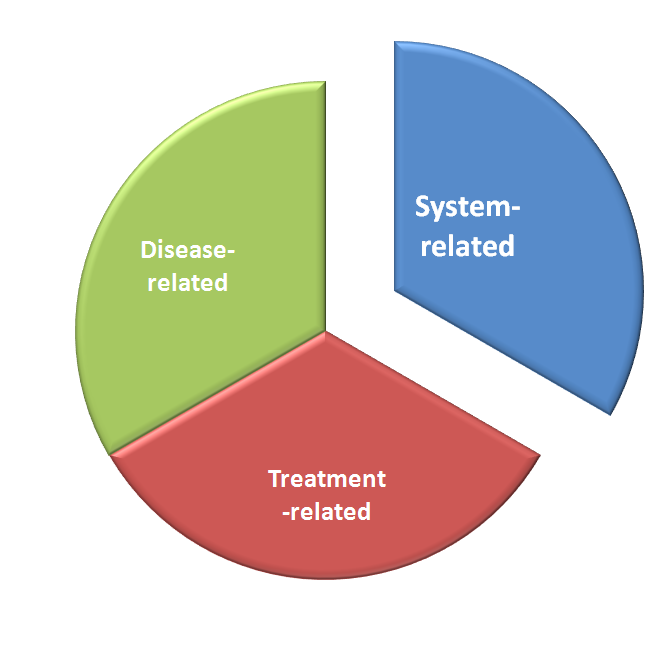 System-
related
Disease-
related
Treatment
-related